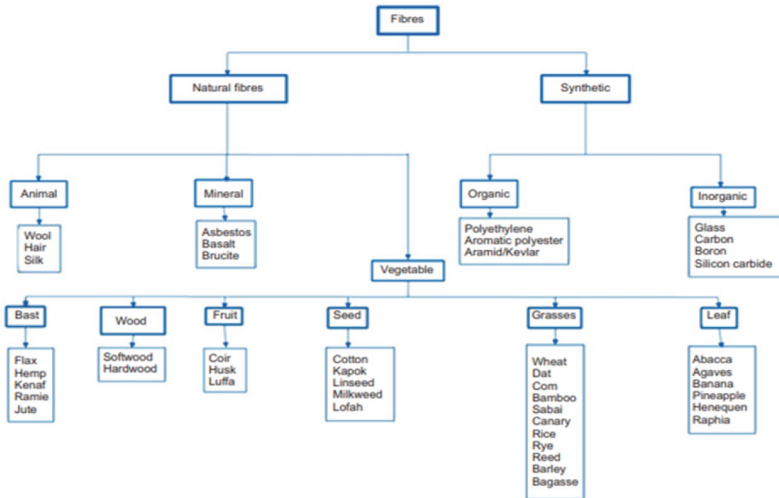 Fibres
Natural fibres
Synthetic
Animal
Mineral
Organic
Inorganic
Wool
Hair
Silk
Asbestos
Basalt
Brucite
Polyethylene
Aromatic polyester
Aramid/Kevlar
Glass
Carbon
Boron
Silicon carbide
Vegetable
Bast
Wood
Fruit
Seed
Grasses
Leaf
Flax
Hemp
Kenaf
Ramie
Jute
Softwood
Hardwood
Coir
Husk
Luffa
Cotton
Kapok
Linseed
Milkweed
Lofah
Wheat
Dat
Com
Bamboo
Sabai
Canary
Rice
Rye
Reed
Barley
Bagasse
Abacca
Agaves
Banana
Pineapple
Henequen
Raphia